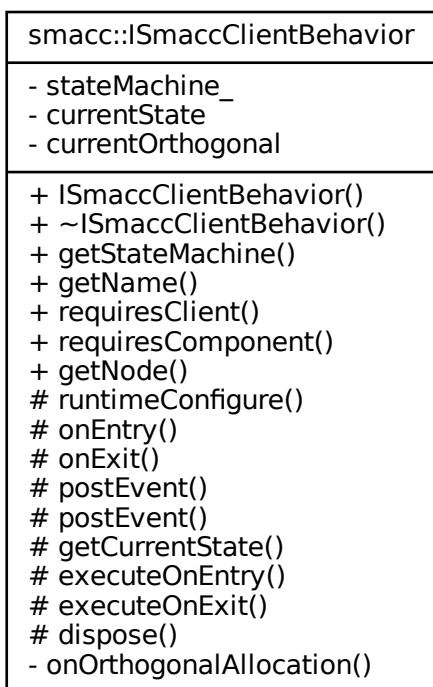 smacc::ISmaccClientBehavior
- stateMachine_
- currentState
- currentOrthogonal
+ ISmaccClientBehavior()
+ ~ISmaccClientBehavior()
+ getStateMachine()
+ getName()
+ requiresClient()
+ requiresComponent()
+ getNode()
# runtimeConfigure()
# onEntry()
# onExit()
# postEvent()
# postEvent()
# getCurrentState()
# executeOnEntry()
# executeOnExit()
# dispose()
- onOrthogonalAllocation()